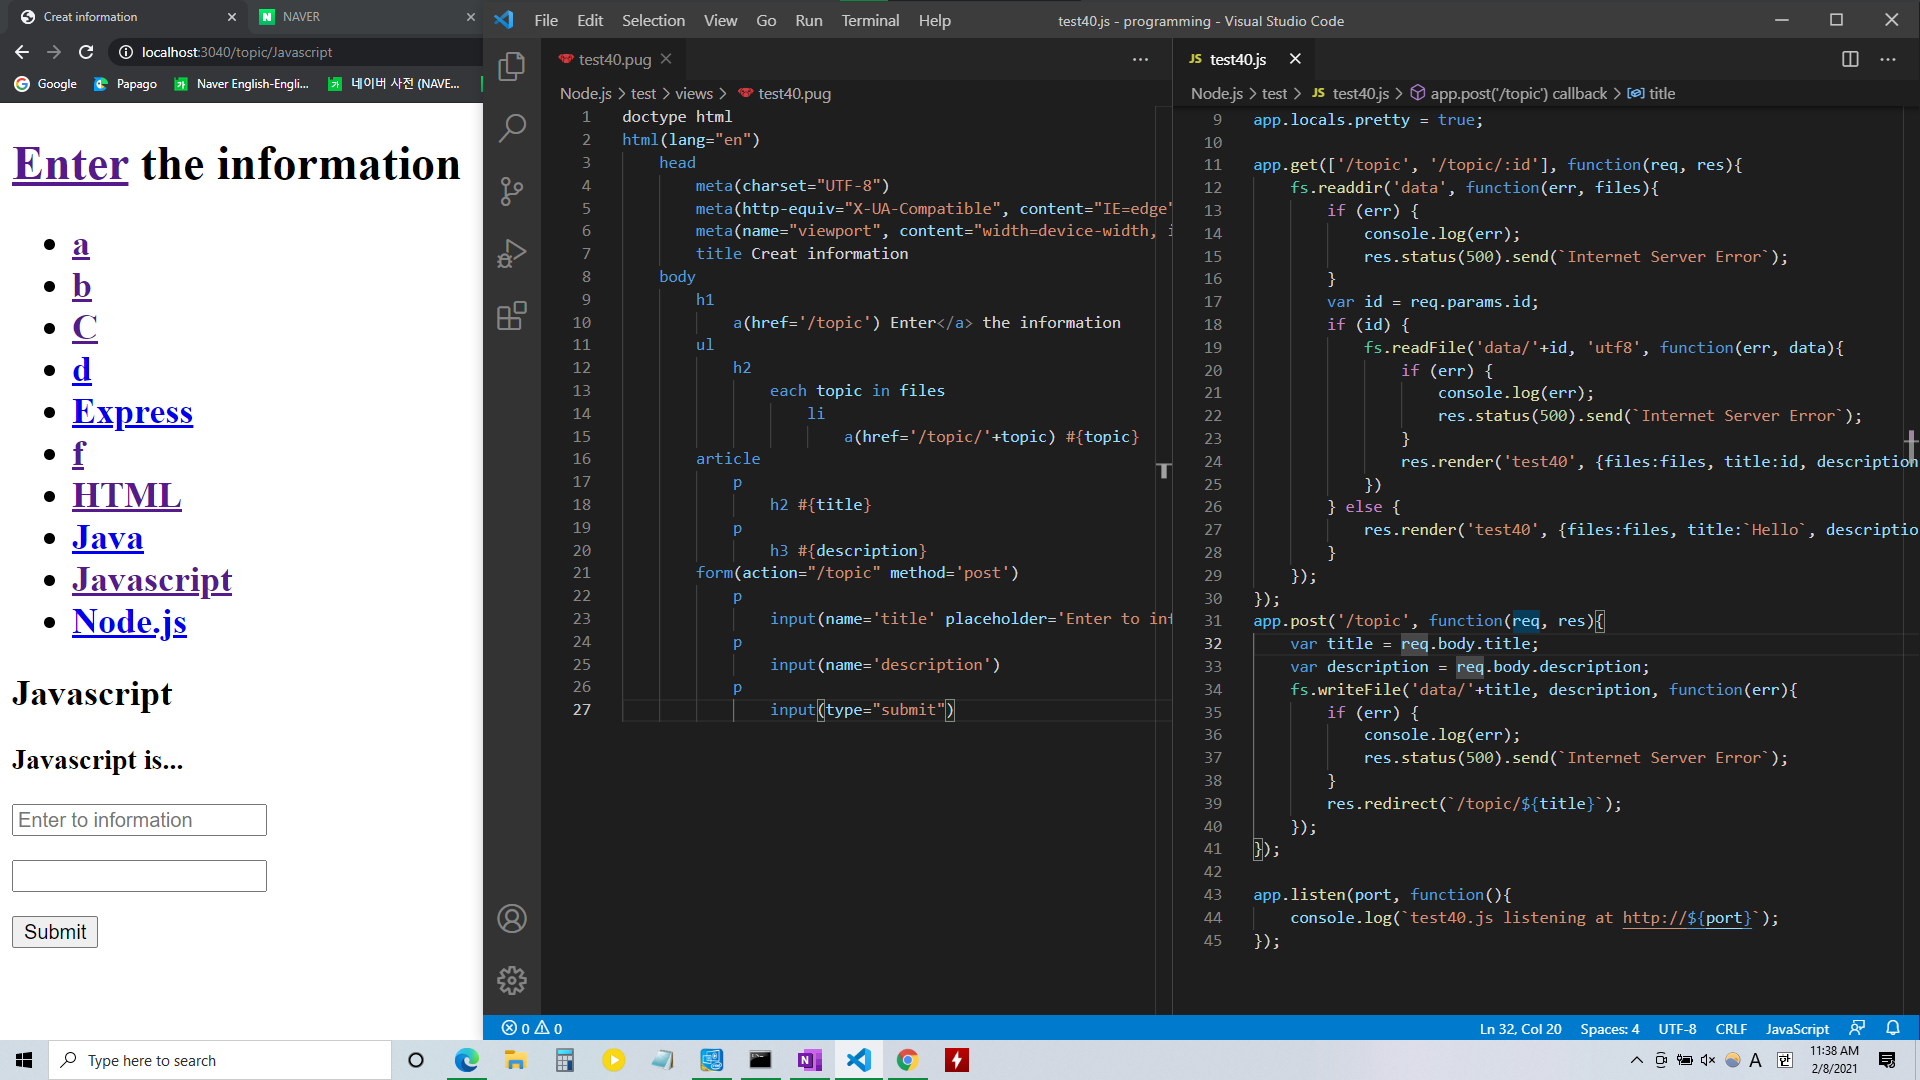 Creat information
NAVER
localhost:3040/topic/Javascript
Google
Papago
Naver English-Engli...
네이버 사전 (NAVE...
Enter the information
a
b
C
d
Express
f
HTML
Java
Javascript
Node.js
Javascript
Javascript is...
Enter to information
Submit
File Edit Selection View Go Run Terminal Help
test40.js - programming - Visual Studio Code
test40.pug
Node.js > test > views > test40.pug
1 doctype html
2 html(lang="en")
3 head
4 meta(charset="UTF-8")
5 meta(http-equiv="X-UA-Compatible", content="IE=edge"
6 meta(name="viewport", content="width=device-width, i
7 title Creat information
8 body
9 h1
10 a(href='/topic') Enter</a> the information
11 ul
12 h2
13 each topic in files
14 li
15 a(href='/topic/'+topic) #{topic}
16 article
17 p
18 h2 #{title}
19 p
20 h3 #{description}
21 form(action="/topic" method='post')
22 p
23 input(name='title' placeholder='Enter to inf
24 p
25 input(name='description')
26 p
27 input(type="submit")
JS test40.js
Node.js > test > JS test40.js > app.post('/topic') callback > title
9 app.locals.pretty = true;
10
11 app.get(['/topic', '/topic/:id'], function(req, res){
12 fs.readdir('data', function(err, files){
13 if (err) {
14 console.log(err);
15 res.status(500).send(`Internet Server Error`);
16 }
17 var id = req.params.id;
18 if (id) {
19 fs.readFile('data/'+id, 'utf8', function(err, data){
20 if (err) {
21 console.log(err);
22 res.status(500).send(`Internet Server Error`);
23 }
24 res.render('test40', {files:files, title:id, description
25 })
26 } else {
27 res.render('test40', {files:files, title:`Hello`, descriptio
28 }
29 });
30 });
31 app.post('/topic', function(req, res){
32 var title = req.body.title;
33 var description = req.body.description;
34 fs.writeFile('data/'+title, description, function(err){
35 if (err) {
36 console.log(err);
37 res.status(500).send(`Internet Server Error`);
38 }
39 res.redirect(`/topic/${title}`);
40 });
41 });
42
43 app.listen(port, function(){
44 console.log(`test40.js listening at http://${port}`);
45 });
0 0
Ln 32, Col 20 Spaces: 4 UTF-8 CRLF JavaScript
Type here to search
A
11:38 AM
2/8/2021